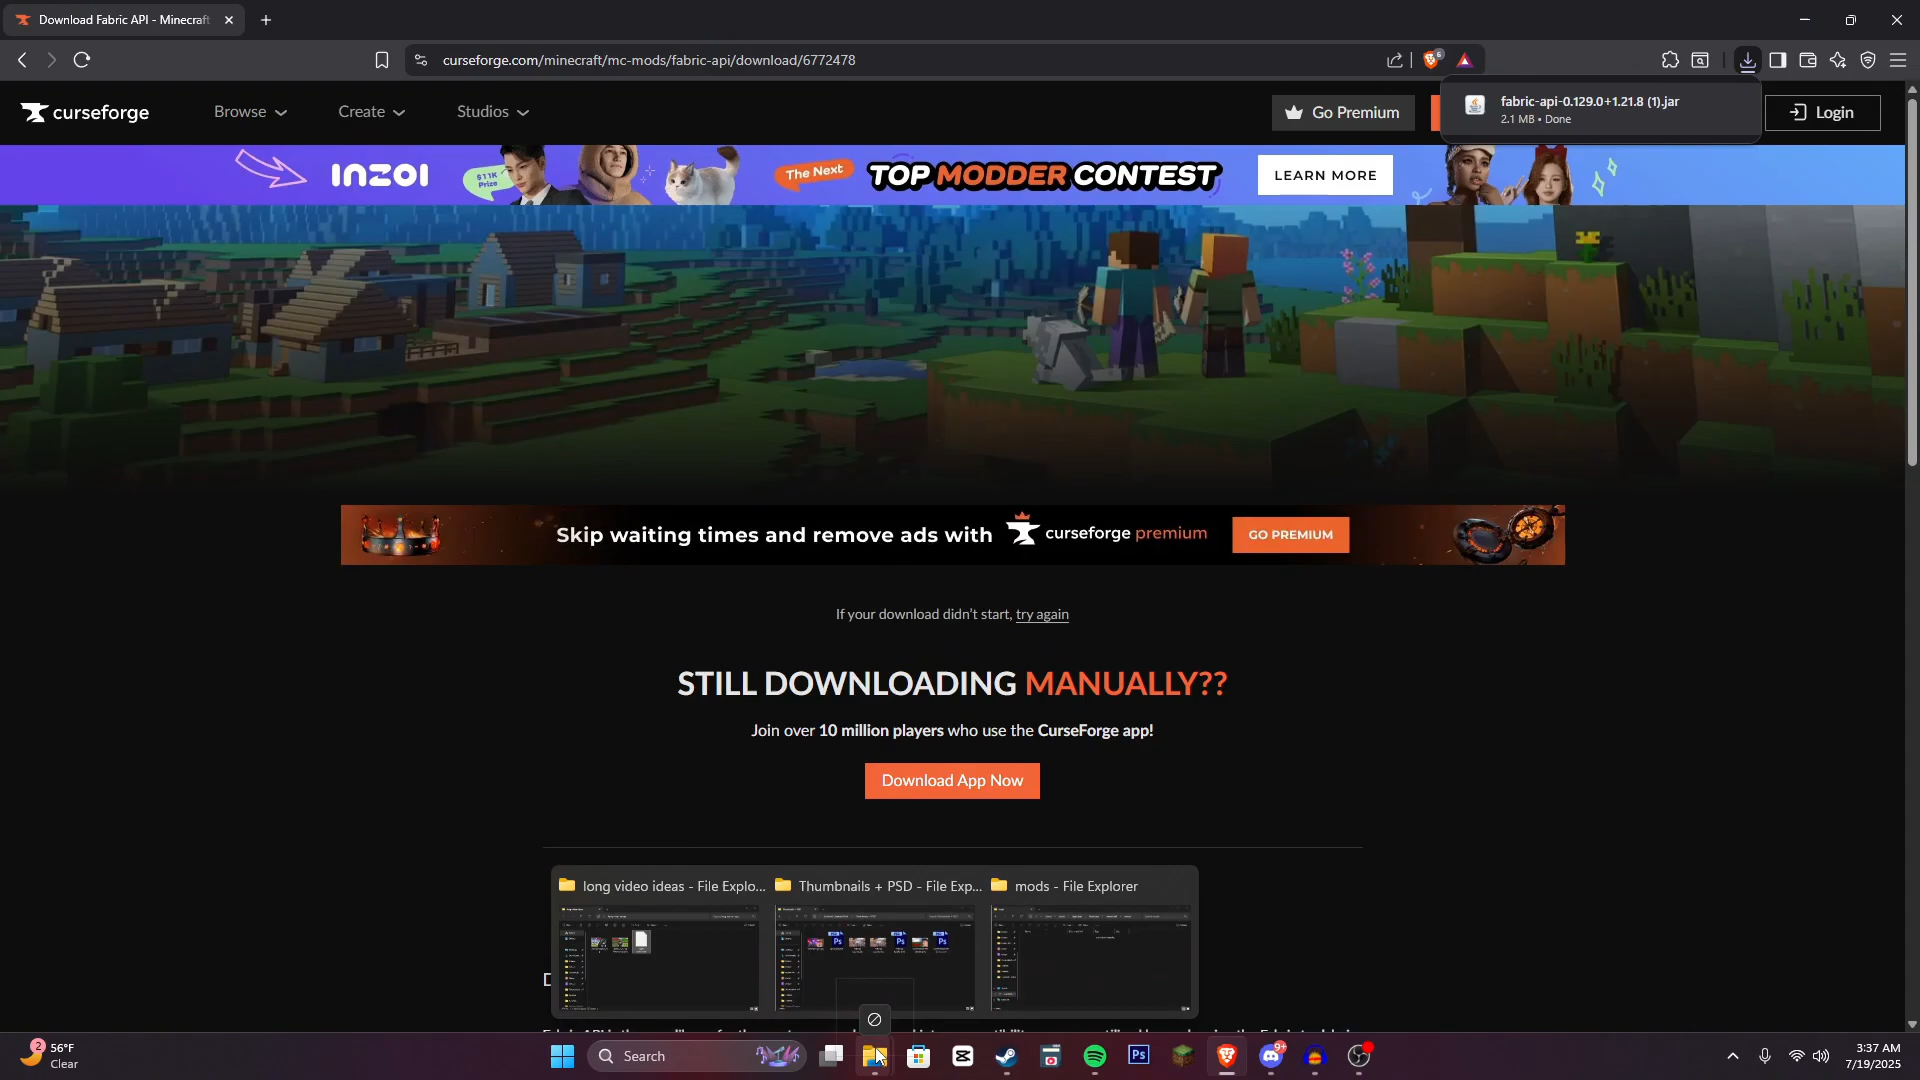 Download Fabric API - Minecraft
curseforge.com/minecraft/mc-mods/fabric-api/download/6772478
6
fabric-api-0.129.0+1.21.8 (1).jar
2.1 MB • Done
curseforge
Browse
Create
Studios
Go Premium
Login
INZOI
$11K Prize
The Next
TOP MODDER CONTEST
LEARN MORE
Skip waiting times and remove ads with
curseforge premium
GO PREMIUM
If your download didn't start, try again
STILL DOWNLOADING MANUALLY??
Join over 10 million players who use the CurseForge app!
Download App Now
long video ideas - File Explo...
Thumbnails + PSD - File Exp...
mods - File Explorer
2
56°F
Clear
Search
Ps
9+
3:37 AM
7/19/2025